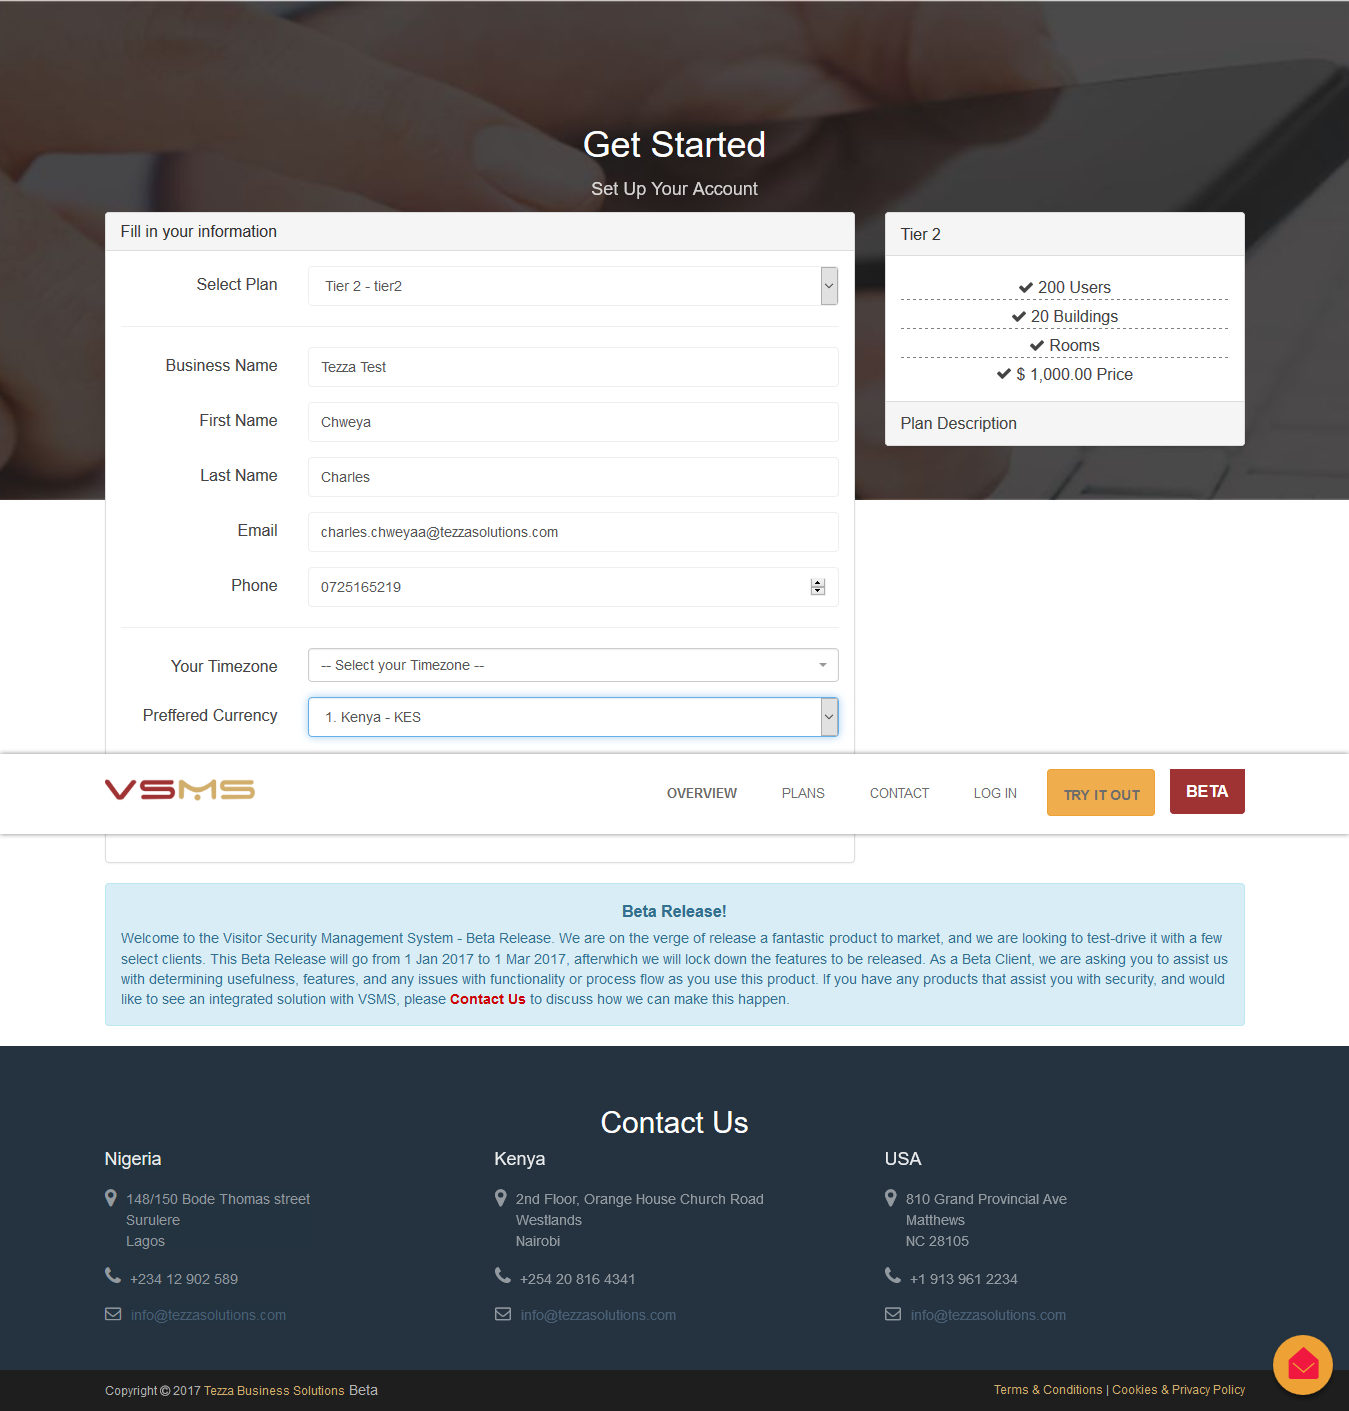 Get Started
Set Up Your Account
Fill in your information
Select Plan
Tier 2 - tier2
Business Name
Tezza Test
First Name
Chweya
Last Name
Charles
Email
charles.chweyaa@tezzasolutions.com
Phone
0725165219
Your Timezone
-- Select your Timezone --
Preffered Currency
1. Kenya - KES
Tier 2
200 Users
20 Buildings
Rooms
$ 1,000.00 Price
Plan Description
VSMS
OVERVIEW
PLANS
CONTACT
LOG IN
TRY IT OUT
BETA
Beta Release!
Welcome to the Visitor Security Management System - Beta Release. We are on the verge of release a fantastic product to market, and we are looking to test-drive it with a few
select clients. This Beta Release will go from 1 Jan 2017 to 1 Mar 2017, afterwhich we will lock down the features to be released. As a Beta Client, we are asking you to assist us
with determining usefulness, features, and any issues with functionality or process flow as you use this product. If you have any products that assist you with security, and would
like to see an integrated solution with VSMS, please Contact Us to discuss how we can make this happen.
Contact Us
Nigeria
148/150 Bode Thomas street
Surulere
Lagos
+234 12 902 589
info@tezzasolutions.com
Kenya
2nd Floor, Orange House Church Road
Westlands
Nairobi
+254 20 816 4341
info@tezzasolutions.com
USA
810 Grand Provincial Ave
Matthews
NC 28105
+1 913 961 2234
info@tezzasolutions.com
Copyright © 2017 Tezza Business Solutions Beta
Terms & Conditions | Cookies & Privacy Policy